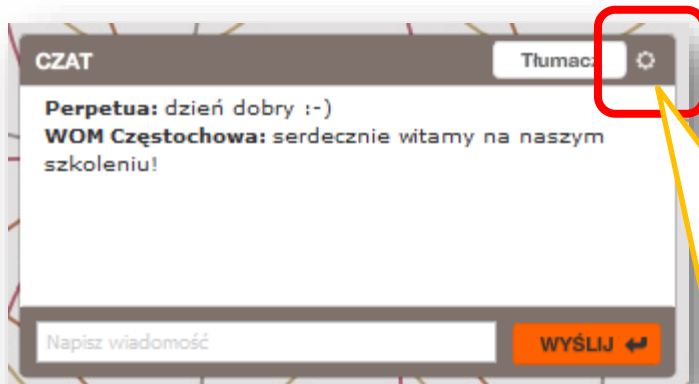 CZAT Tłumacz
Perpetua: dzień dobry :-)
WOM Częstochowa: serdecznie witamy na naszym
szkoleniu!
Napisz wiadomość WYŚLIJ